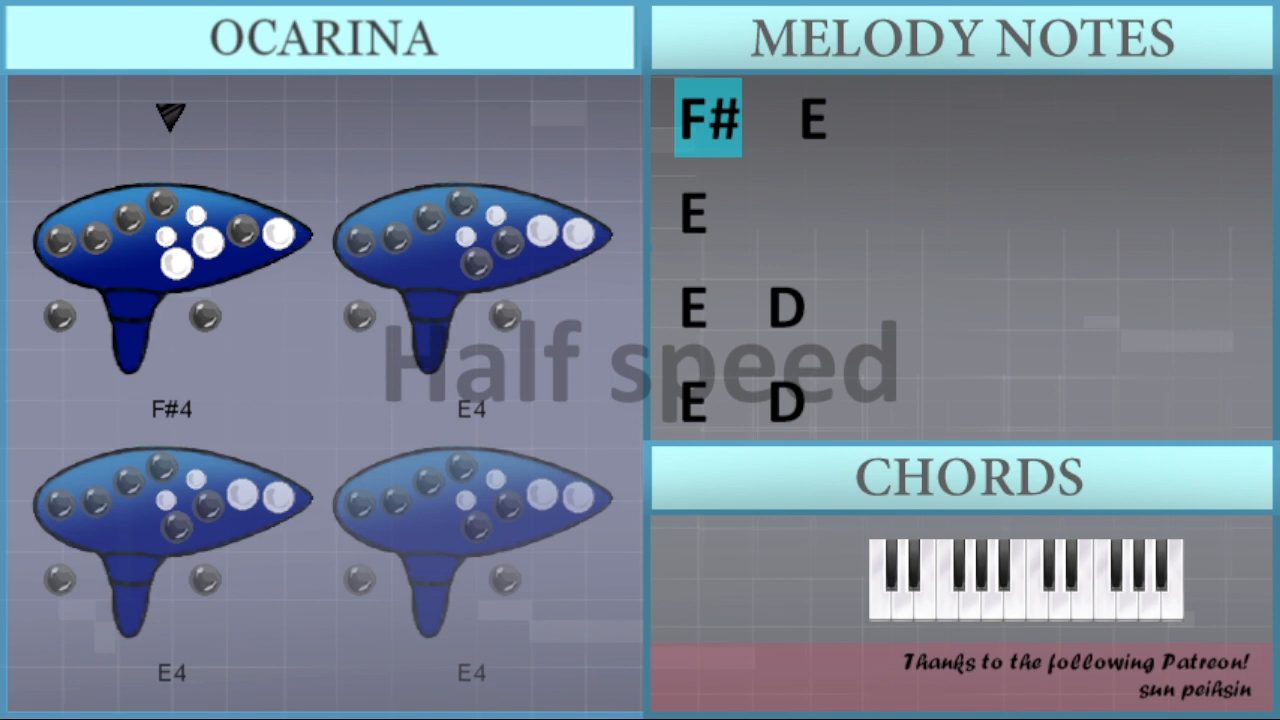 OCARINA
F#4 E4
E4 E4
MELODY NOTES
F# E
E
E D
E D
Half speed
CHORDS
Thanks to the following Patreon!
sun peihsin